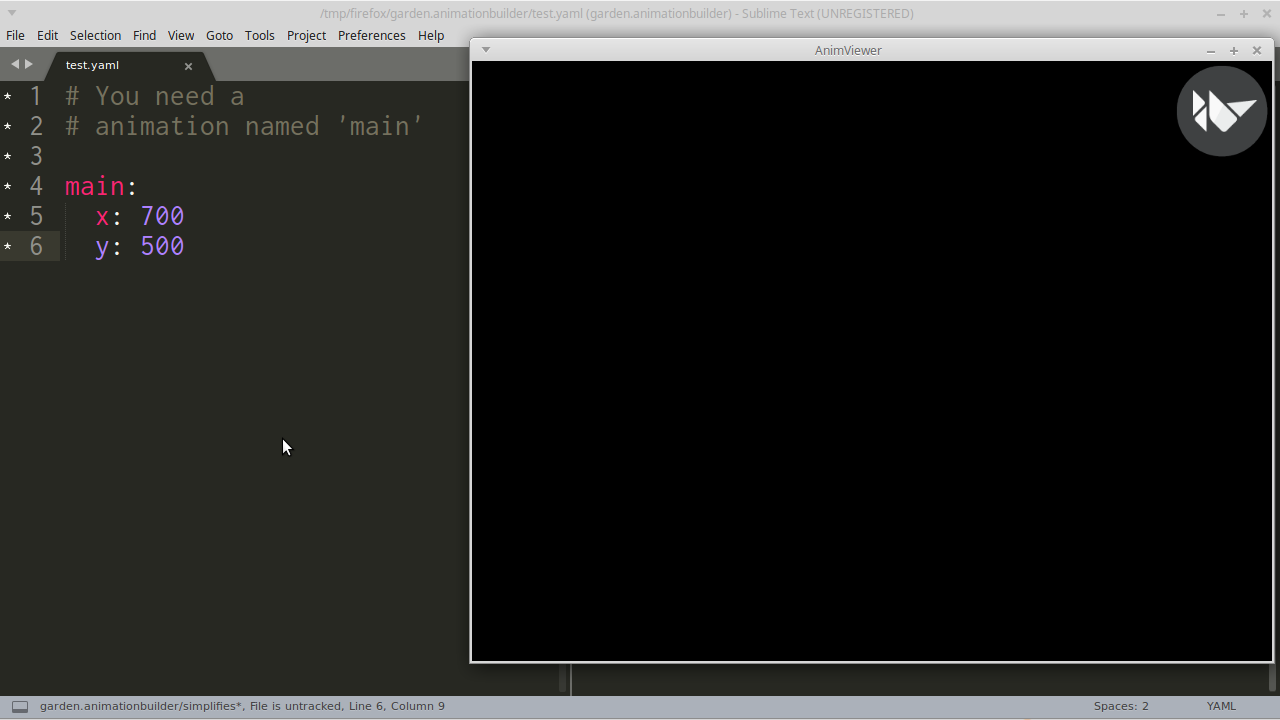 /tmp/firefox/garden.animationbuilder/test.yaml (garden.animationbuilder) - Sublime Text (UNREGISTERED)
File Edit Selection Find View Goto Tools Project Preferences Help
AnimViewer
test.yaml
* 1 # You need a
* 2 # animation named 'main'
* 3
* 4 main:
* 5 x: 700
* 6 y: 500
garden.animationbuilder/simplifies*, File is untracked, Line 6, Column 9 Spaces: 2 YAML